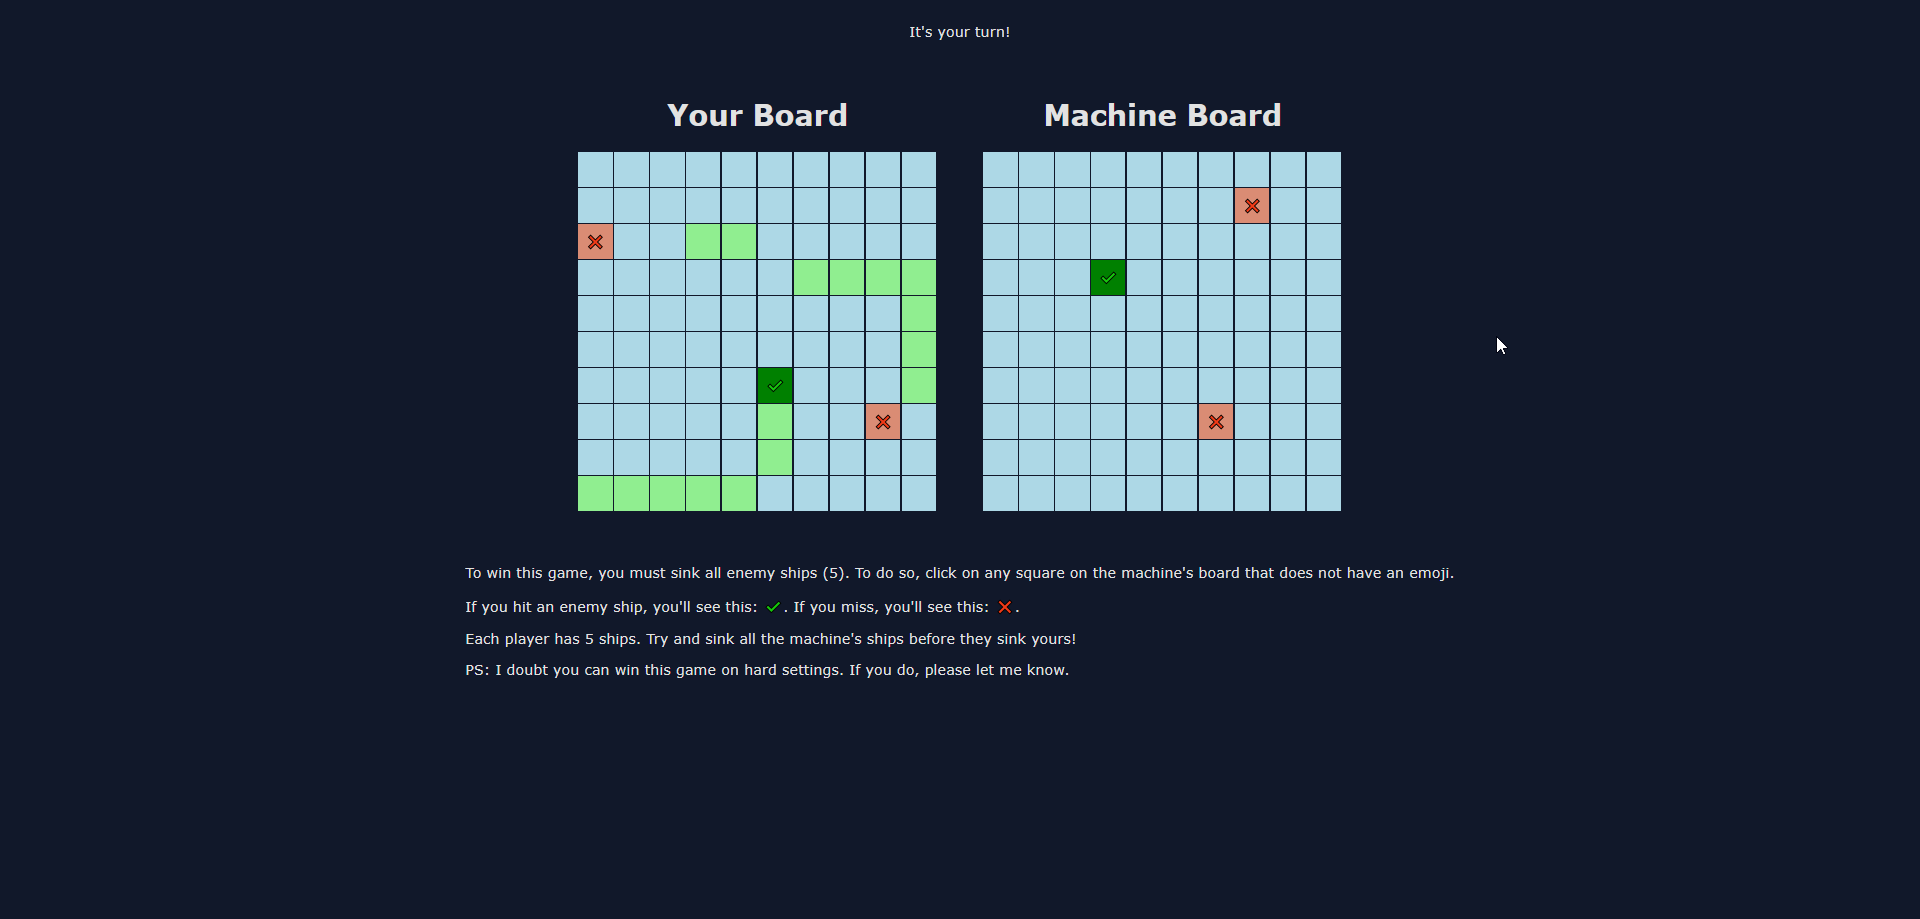 It's your turn!
Your Board
Machine Board
To win this game, you must sink all enemy ships (5). To do so, click on any square on the machine's board that does not have an emoji.
If you hit an enemy ship, you'll see this: ✓. If you miss, you'll see this: ❌.
Each player has 5 ships. Try and sink all the machine's ships before they sink yours!
PS: I doubt you can win this game on hard settings. If you do, please let me know.